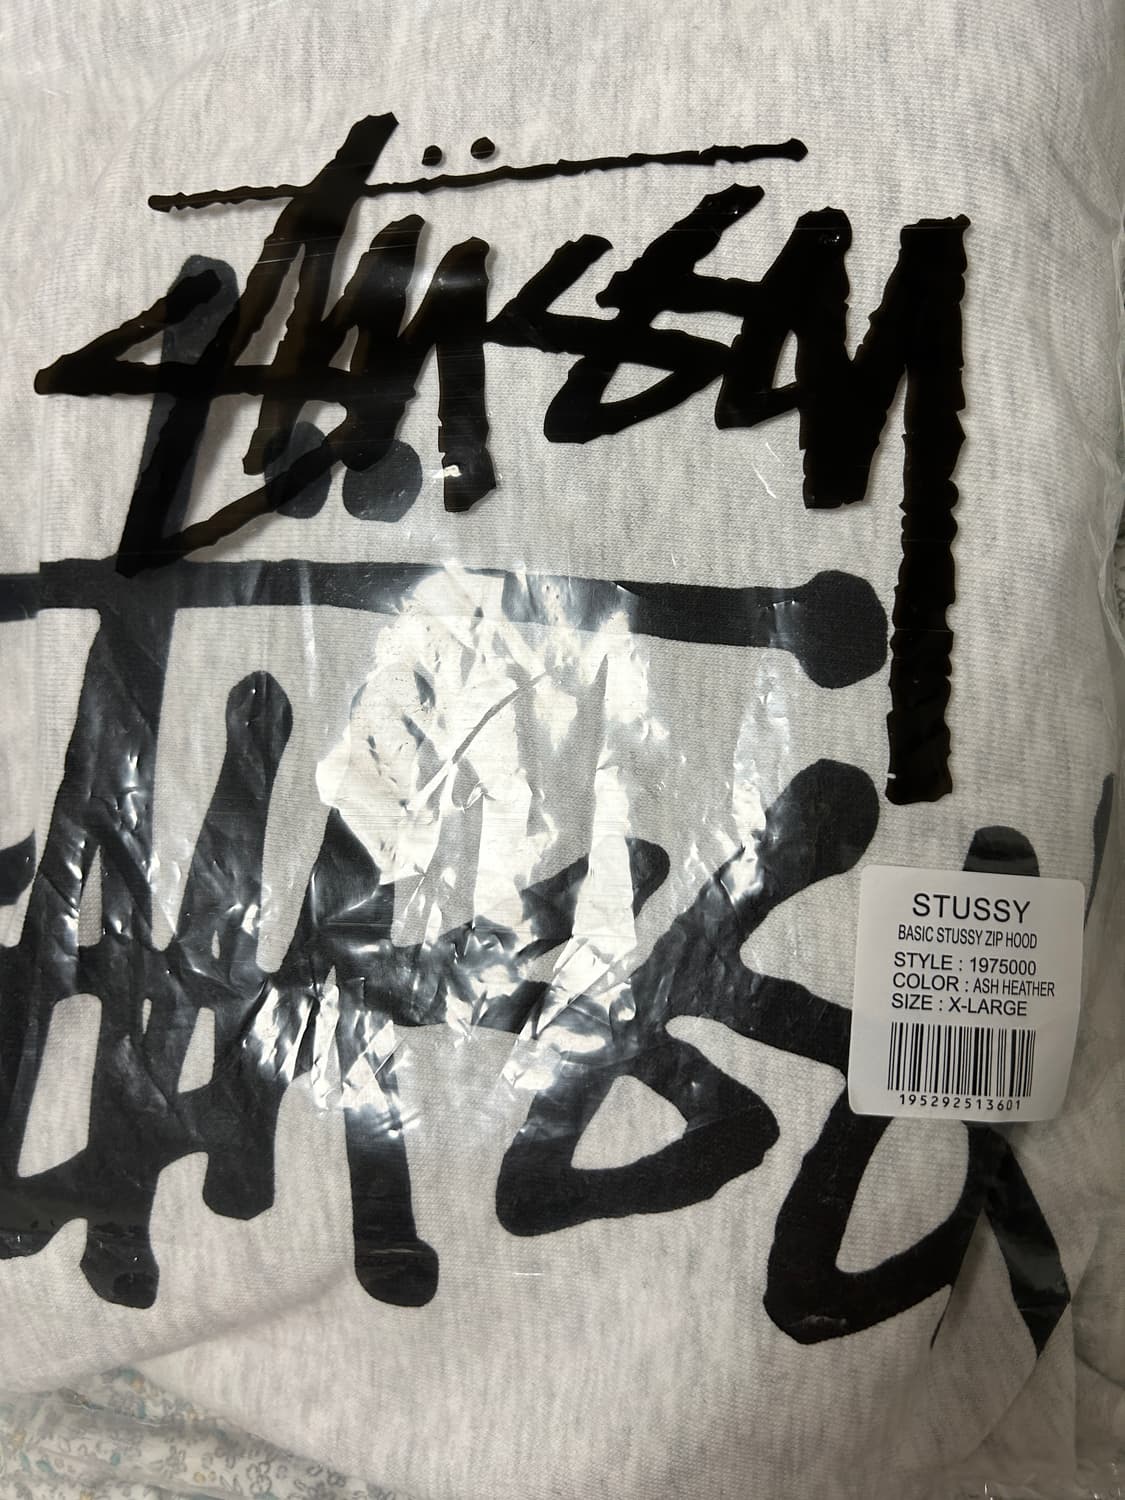 Stüssy
Stüssy
STUSSY
BASIC STUSSY ZIP HOOD
STYLE : 1975000
COLOR : ASH HEATHER
SIZE : X-LARGE
195292513601